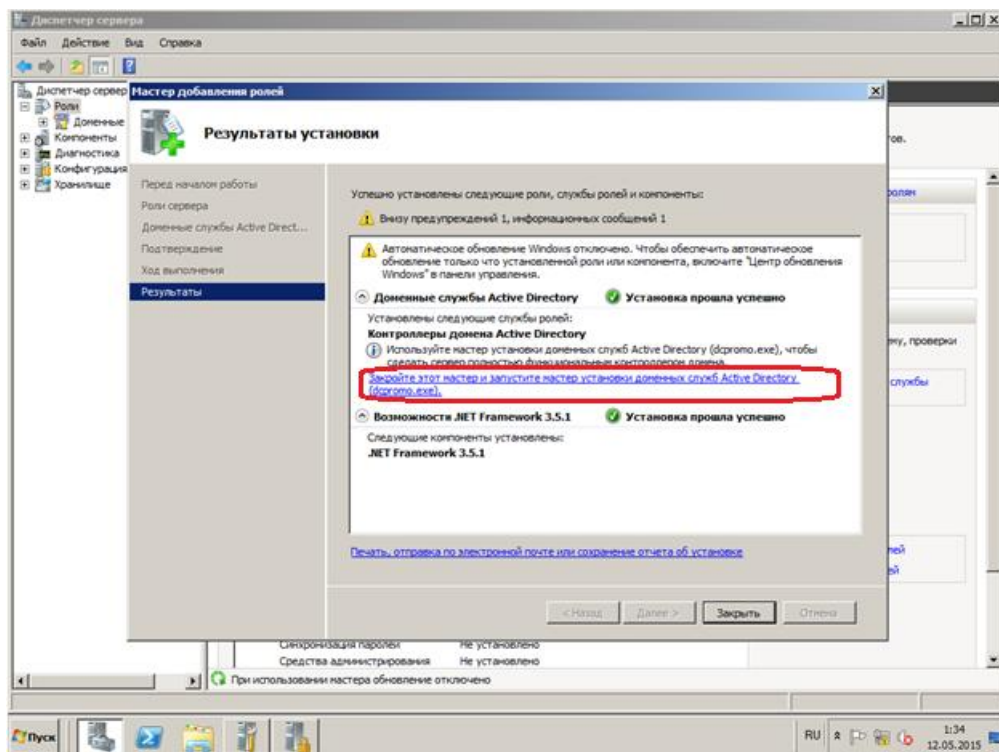 Диспетчер сервера
Файл Действие Вид Справка
Диспетчер сервер
Роли
Доменные
Компоненты
Диагностика
Конфигурация
Хранилище
Мастер добавления ролей
Результаты установки
Перед началом работы
Роли сервера
Доменные службы Active Direct...
Подтверждение
Ход выполнения
Результаты
Успешно установлены следующие роли, службы ролей и компоненты:
Внизу предупреждений 1, информационных сообщений 1
Автоматическое обновление Windows отключено. Чтобы обеспечить автоматическое
обновление только что установленной роли или компонента, включите "Центр обновления
Windows" в панели управления.
Доменные службы Active Directory Установка прошла успешно
Установлены следующие службы ролей:
Контроллеры домена Active Directory
Используйте мастер установки доменных служб Active Directory (dcpromo.exe), чтобы
сделать сервер полностью функциональным контроллером домена.
Закройте этот мастер и запустите мастер установки доменных служб Active Directory
(dcpromo.exe).
Возможности .NET Framework 3.5.1 Установка прошла успешно
Следующие компоненты установлены:
.NET Framework 3.5.1
Печать, отправка по электронной почте или сохранение отчета об установке
< Назад Далее > Закрыть Отмена
тов.
ролям
ему, проверки
службы
лей
ей
Синхронизация паролей Не установлено
Средства администрирования Не установлено
При использовании мастера обновление отключено
Пуск
RU
1:34
12.05.2015